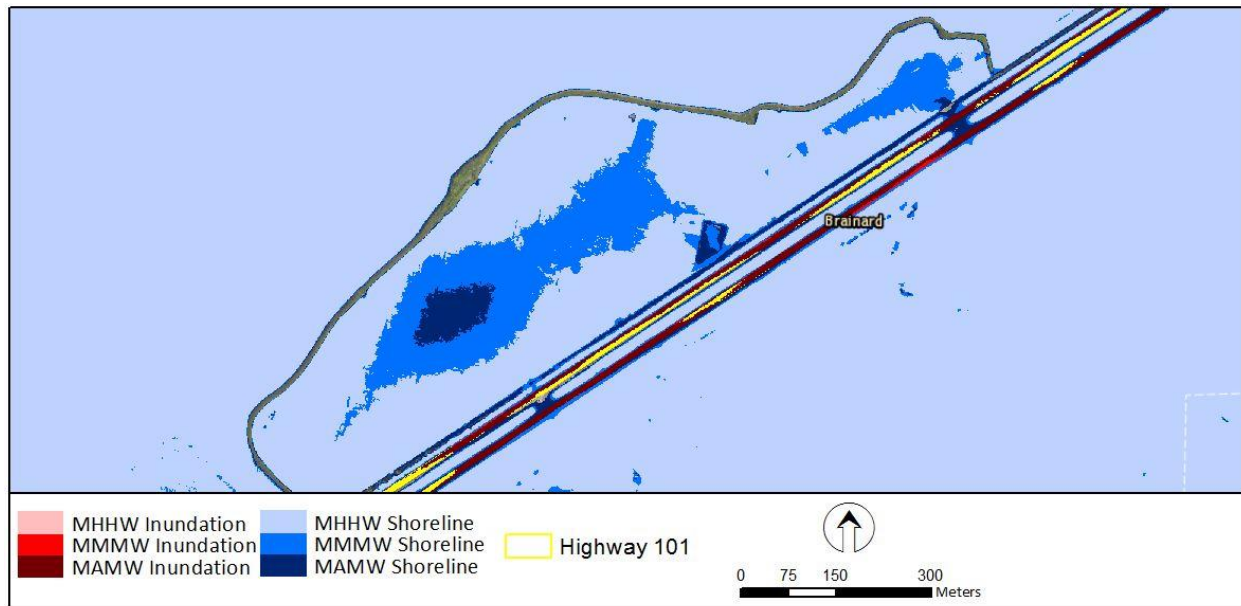 Brainard
MHHW Inundation
MMMW Inundation
MAMW Inundation
MHHW Shoreline
MMMW Shoreline
MAMW Shoreline
Highway 101
0 75 150 300
Meters